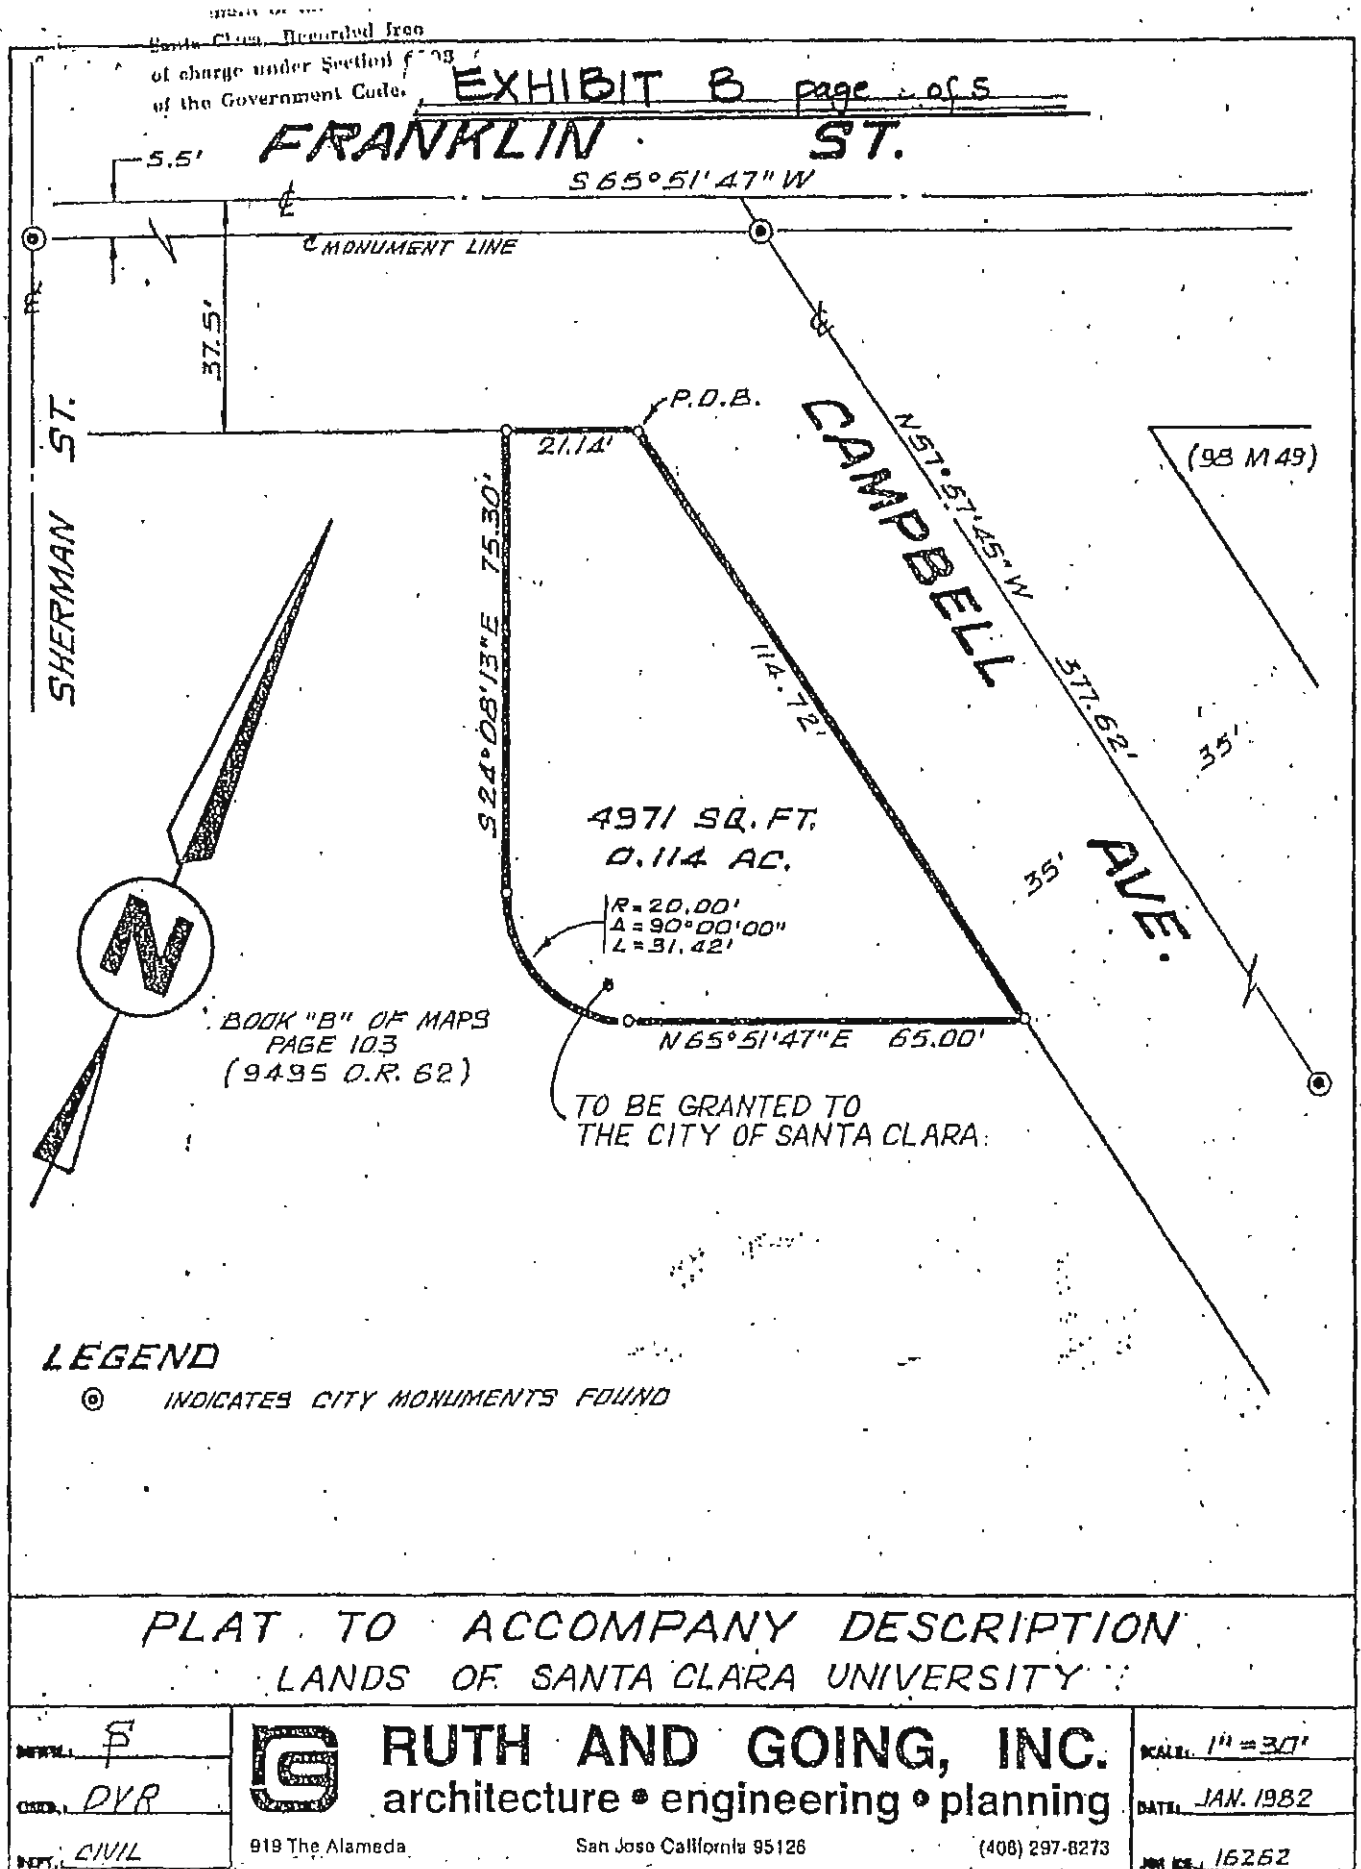 Santa Clara. Recorded free
of charge under Section
of the Government Code.
EXHIBIT B page of 5
FRANKLIN ST.
5.5'
S 65°51'47" W
℄ MONUMENT LINE
37.5'
SHERMAN ST.
P.O.B.
21.14'
S 24°08'13" E 75.30'
114.72'
CAMPBELL AVE.
N 57°57'45" W 377.62'
(98 M 49)
35'
35'
4971 SQ. FT.
0.114 AC.
R=20.00'
Δ=90°00'00"
L=31.42'
N
BOOK "B" OF MAPS
PAGE 103
(9495 O.R. 62)
N 65°51'47" E 65.00'
TO BE GRANTED TO
THE CITY OF SANTA CLARA.
LEGEND
INDICATES CITY MONUMENTS FOUND
PLAT TO ACCOMPANY DESCRIPTION
LANDS OF SANTA CLARA UNIVERSITY
DVR
DEPT. CIVIL
RUTH AND GOING, INC.
architecture • engineering • planning
919 The Alameda San Jose California 95126 (408) 297-8273
SCALE: 1" = 30'
DATE: JAN. 1982
16262